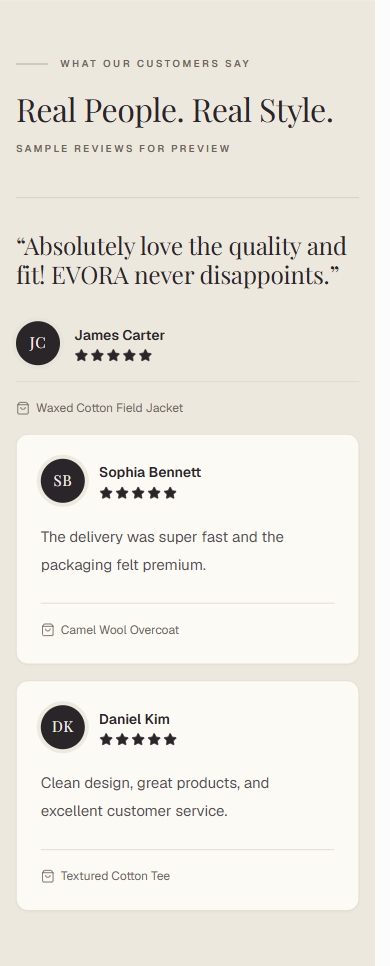 WHAT OUR CUSTOMERS SAY
Real People. Real Style.
SAMPLE REVIEWS FOR PREVIEW
“Absolutely love the quality and
fit! EVORA never disappoints.”
JC
James Carter
Waxed Cotton Field Jacket
SB
Sophia Bennett
The delivery was super fast and the
packaging felt premium.
Camel Wool Overcoat
DK
Daniel Kim
Clean design, great products, and
excellent customer service.
Textured Cotton Tee